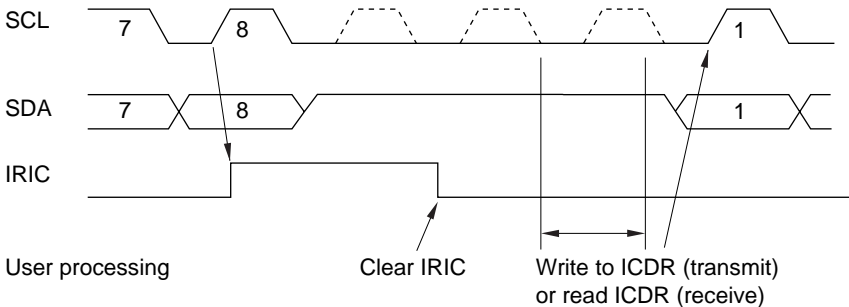 SCL 7 8 1
SDA 7 8 1
IRIC
User processing Clear IRIC Write to ICDR (transmit)
or read ICDR (receive)